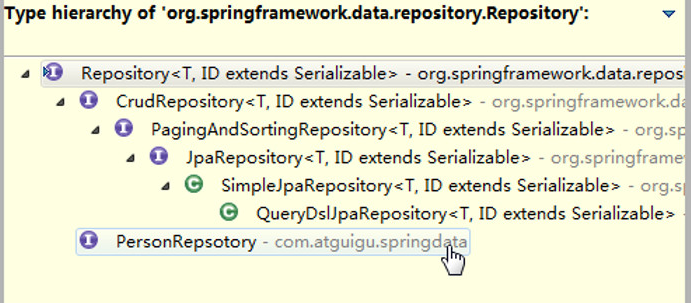 Type hierarchy of 'org.springframework.data.repository.Repository':
Repository<T, ID extends Serializable> - org.springframework.data.reposi
CrudRepository<T, ID extends Serializable> - org.springframework.da
PagingAndSortingRepository<T, ID extends Serializable> - org.sp
JpaRepository<T, ID extends Serializable> - org.springframew
SimpleJpaRepository<T, ID extends Serializable> - org.s
QueryDslJpaRepository<T, ID extends Serializable> -
PersonRepsotory - com.atguigu.springdata